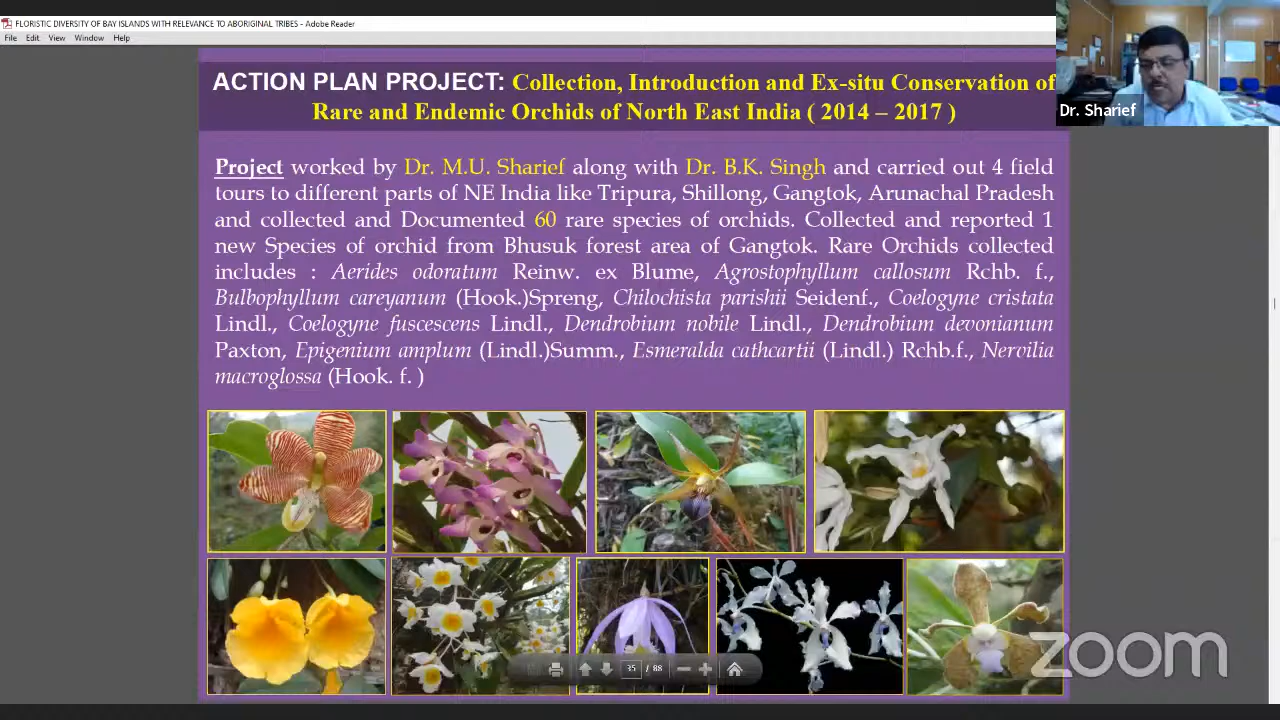 FLORISTIC DIVERSITY OF BAY ISLANDS WITH RELEVANCE TO ABORIGINAL TRIBES - Adobe Reader
File Edit View Window Help
ACTION PLAN PROJECT: Collection, Introduction and Ex-situ Conservation of
Rare and Endemic Orchids of North East India ( 2014 – 2017 )
Dr. Sharief
Project worked by Dr. M.U. Sharief along with Dr. B.K. Singh and carried out 4 field
tours to different parts of NE India like Tripura, Shillong, Gangtok, Arunachal Pradesh
and collected and Documented 60 rare species of orchids. Collected and reported 1
new Species of orchid from Bhusuk forest area of Gangtok. Rare Orchids collected
includes : Aerides odoratum Reinw. ex Blume, Agrostophyllum callosum Rchb. f.,
Bulbophyllum careyanum (Hook.)Spreng, Chilochista parishii Seidenf., Coelogyne cristata
Lindl., Coelogyne fuscescens Lindl., Dendrobium nobile Lindl., Dendrobium devonianum
Paxton, Epigenium amplum (Lindl.)Summ., Esmeralda cathcartii (Lindl.) Rchb.f., Nervilia
macroglossa (Hook. f. )
35 / 88
zoom